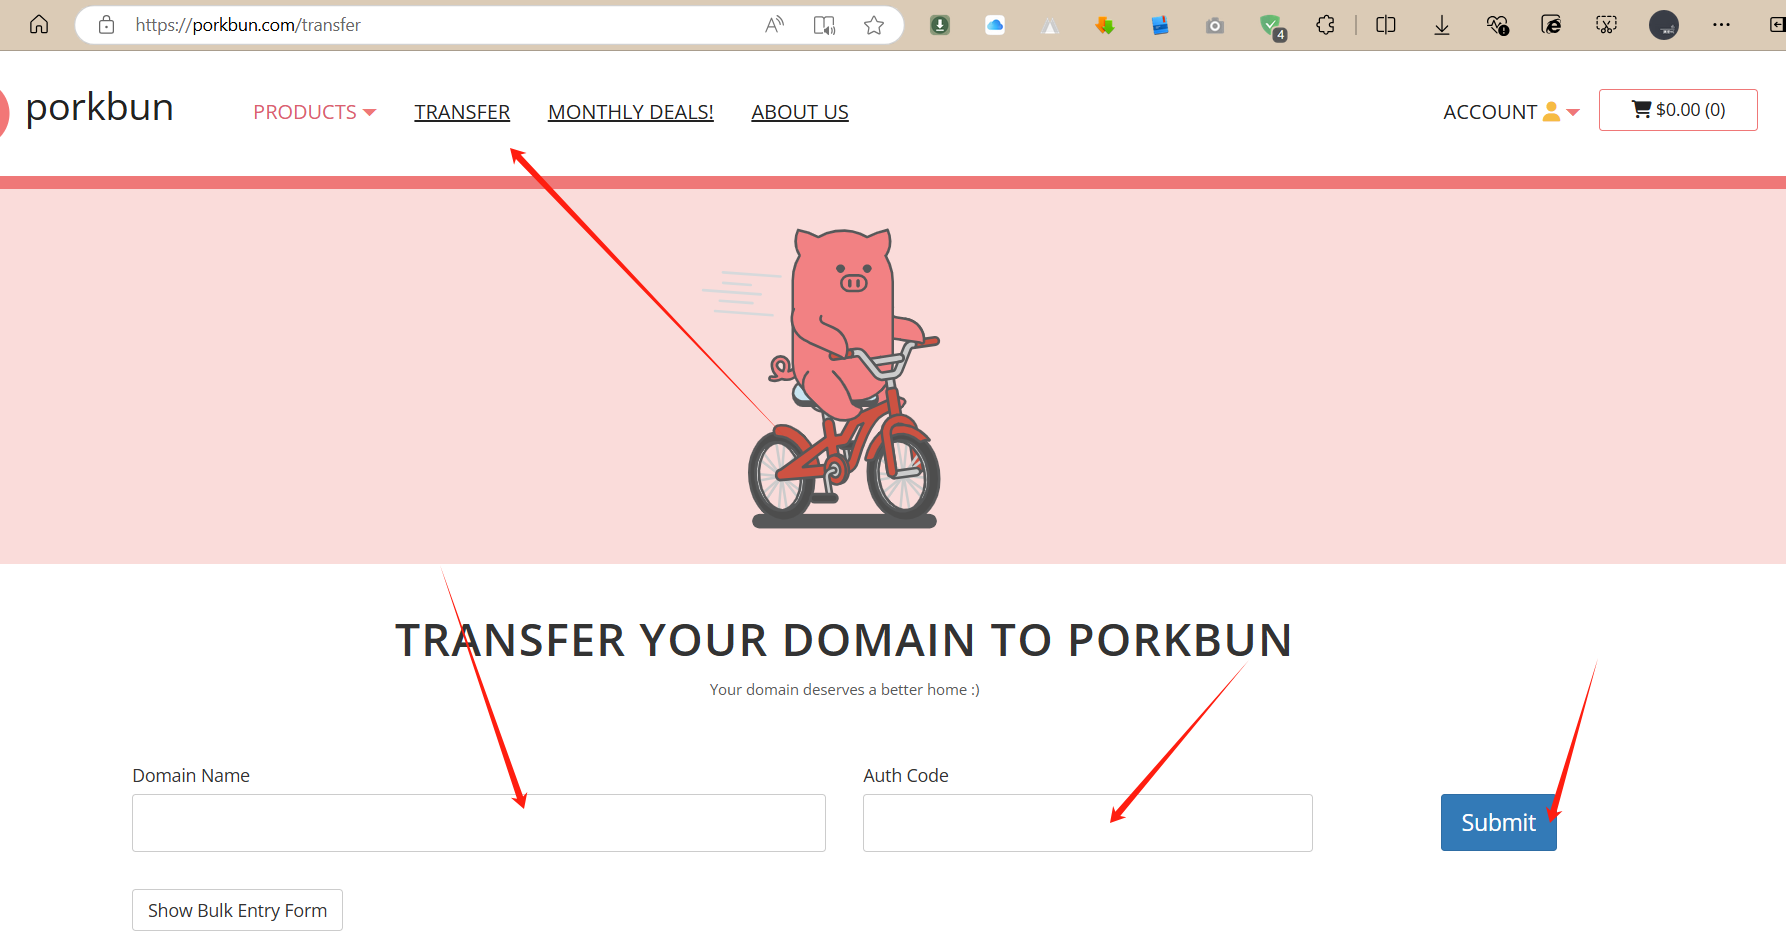 https://porkbun.com/transfer
4
porkbun
PRODUCTS
TRANSFER
MONTHLY DEALS!
ABOUT US
ACCOUNT
$0.00 (0)
TRANSFER YOUR DOMAIN TO PORKBUN
Your domain deserves a better home :)
Domain Name
Auth Code
Submit
Show Bulk Entry Form